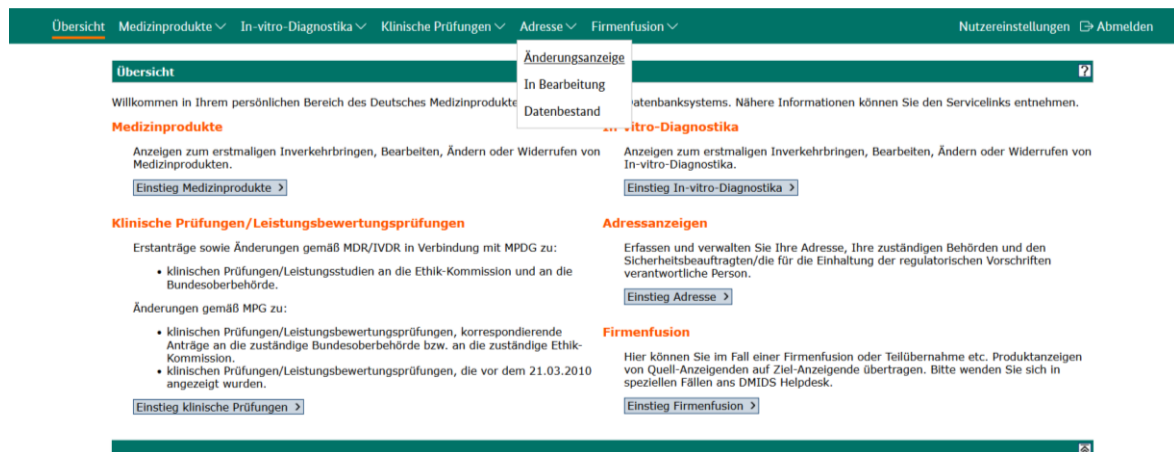 Übersicht Medizinprodukte In-vitro-Diagnostika Klinische Prüfungen Adresse Firmenfusion Nutzereinstellungen Abmelden
Änderungsanzeige
In Bearbeitung
Datenbestand
Übersicht ?
Willkommen in Ihrem persönlichen Bereich des Deutsches Medizinprodukte atenbanksystems. Nähere Informationen können Sie den Servicelinks entnehmen.
Medizinprodukte
Anzeigen zum erstmaligen Inverkehrbringen, Bearbeiten, Ändern oder Widerrufen von
Medizinprodukten.
Einstieg Medizinprodukte >
In-vitro-Diagnostika
Anzeigen zum erstmaligen Inverkehrbringen, Bearbeiten, Ändern oder Widerrufen von
In-vitro-Diagnostika.
Einstieg In-vitro-Diagnostika >
Klinische Prüfungen/Leistungsbewertungsprüfungen
Erstanträge sowie Änderungen gemäß MDR/IVDR in Verbindung mit MPDG zu:
• klinischen Prüfungen/Leistungsstudien an die Ethik-Kommission und an die
Bundesoberbehörde.
Änderungen gemäß MPG zu:
• klinischen Prüfungen/Leistungsbewertungsprüfungen, korrespondierende
Anträge an die zuständige Bundesoberbehörde bzw. an die zuständige Ethik-
Kommission.
• klinischen Prüfungen/Leistungsbewertungsprüfungen, die vor dem 21.03.2010
angezeigt wurden.
Einstieg klinische Prüfungen >
Adressanzeigen
Erfassen und verwalten Sie Ihre Adresse, Ihre zuständigen Behörden und den
Sicherheitsbeauftragten/die für die Einhaltung der regulatorischen Vorschriften
verantwortliche Person.
Einstieg Adresse >
Firmenfusion
Hier können Sie im Fall einer Firmenfusion oder Teilübernahme etc. Produktanzeigen
von Quell-Anzeigenden auf Ziel-Anzeigende übertragen. Bitte wenden Sie sich in
speziellen Fällen ans DMIDS Helpdesk.
Einstieg Firmenfusion >